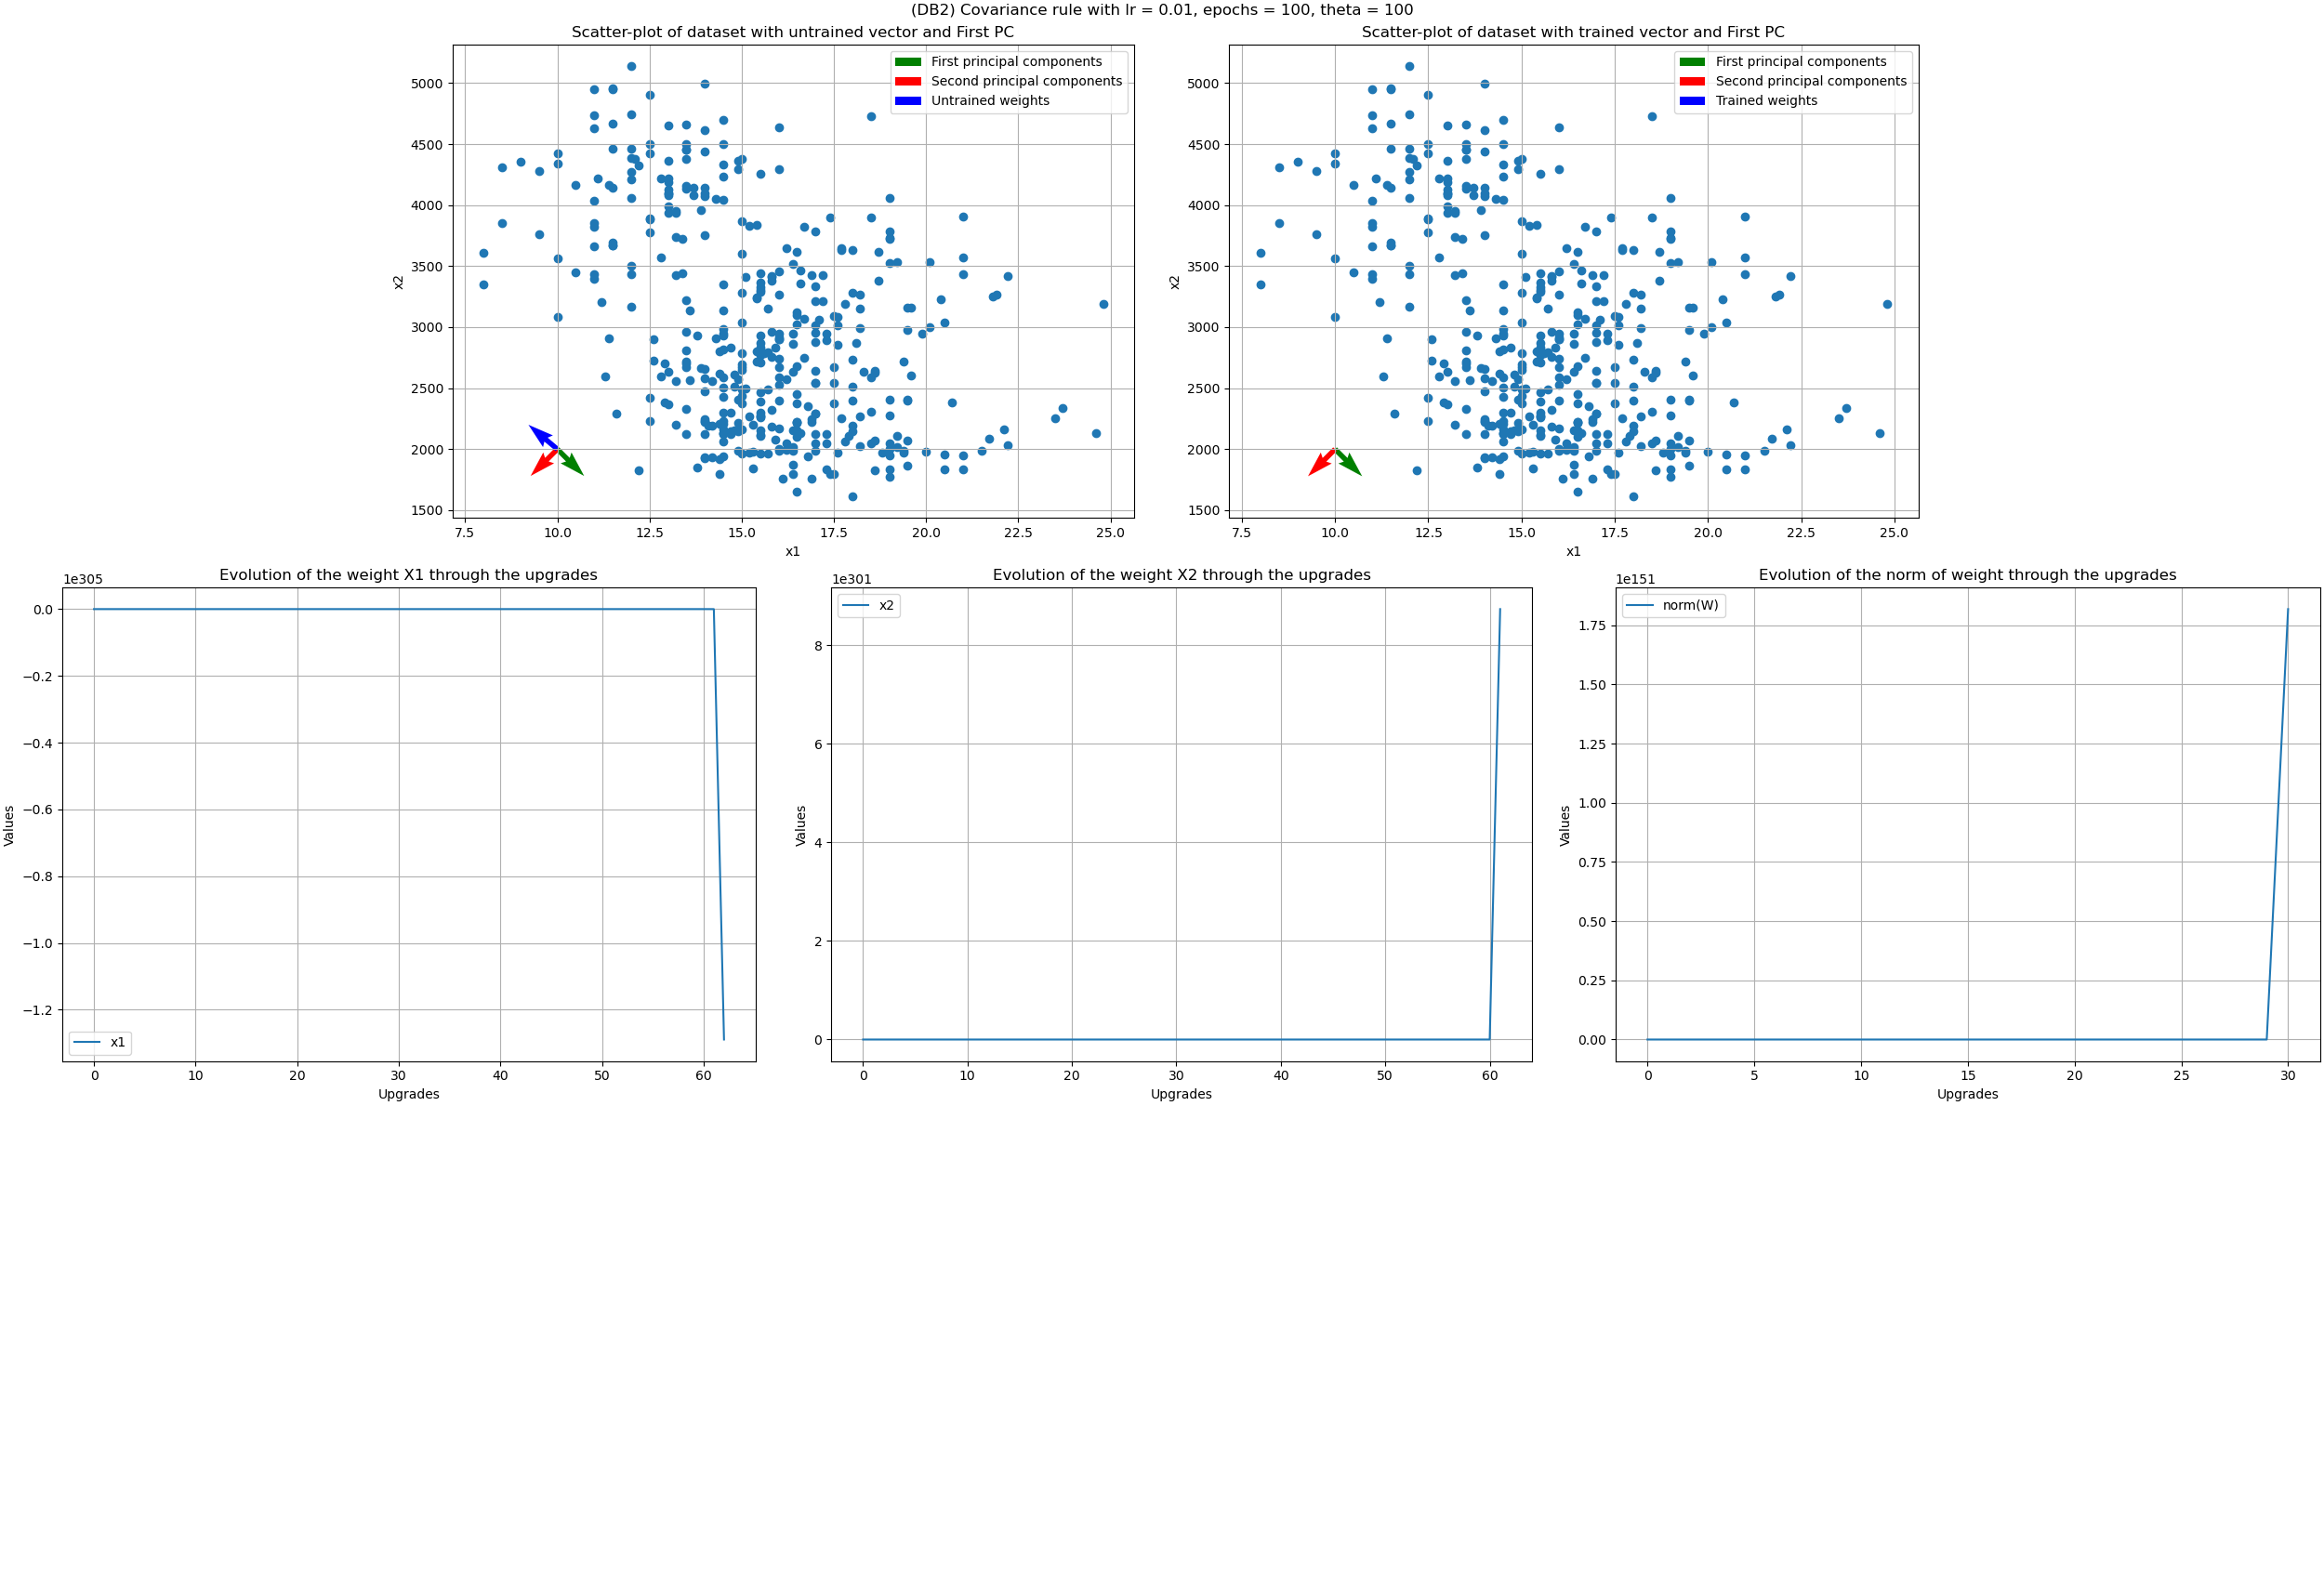 (DB2) Covariance rule with lr = 0.01, epochs = 100, theta = 100
Scatter-plot of dataset with untrained vector and First PC
First principal components
Second principal components
Untrained weights
5000
4500
4000
3500
3000
2500
2000
1500
x2
7.5 10.0 12.5 15.0 17.5 20.0 22.5 25.0
x1
Scatter-plot of dataset with trained vector and First PC
First principal components
Second principal components
Trained weights
5000
4500
4000
3500
3000
2500
2000
1500
x2
7.5 10.0 12.5 15.0 17.5 20.0 22.5 25.0
x1
Evolution of the weight X1 through the upgrades
1e305
0.0
−0.2
−0.4
−0.6
−0.8
−1.0
−1.2
Values
x1
0 10 20 30 40 50 60
Upgrades
Evolution of the weight X2 through the upgrades
1e301
x2
8
6
4
2
0
Values
0 10 20 30 40 50 60
Upgrades
Evolution of the norm of weight through the upgrades
1e151
norm(W)
1.75
1.50
1.25
1.00
0.75
0.50
0.25
0.00
Values
0 5 10 15 20 25 30
Upgrades